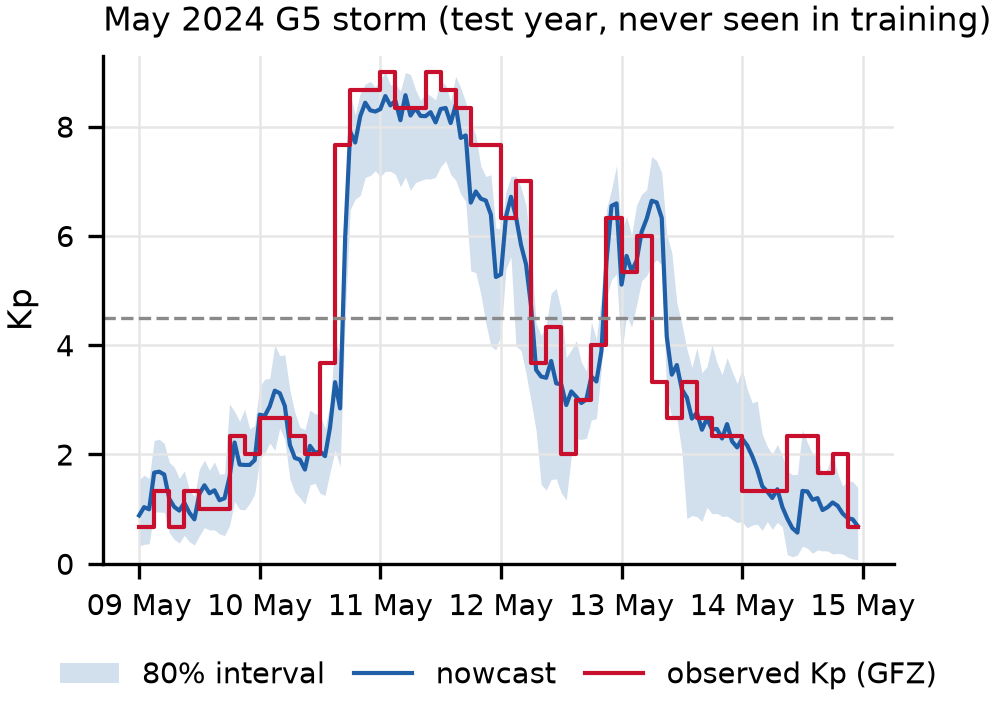 May 2024 G5 storm (test year, never seen in training)
Kp
8
6
4
2
0
09 May 10 May 11 May 12 May 13 May 14 May 15 May
80% interval nowcast observed Kp (GFZ)